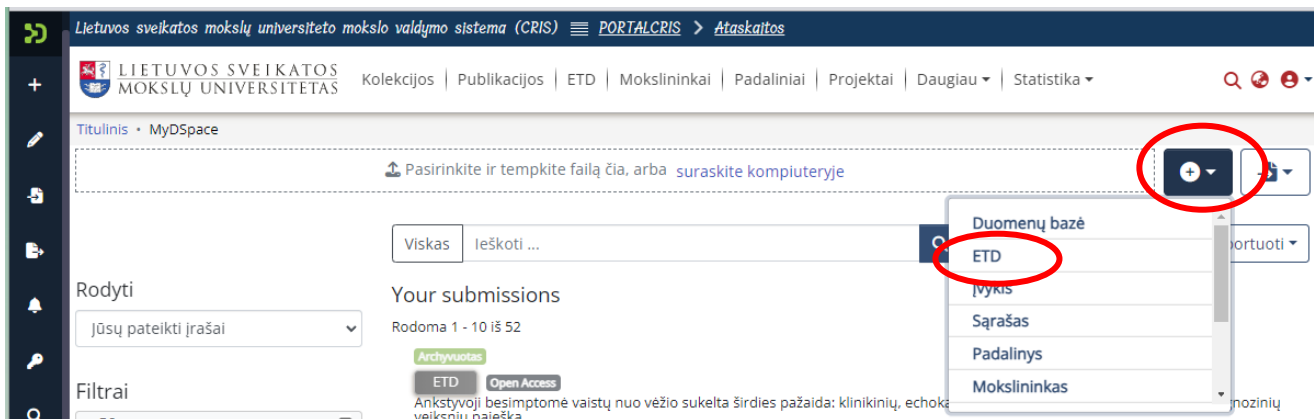 Lietuvos sveikatos mokslų universiteto mokslo valdymo sistema (CRIS) PORTALCRIS > Ataskaitos
LIETUVOS SVEIKATOS
MOKSLŲ UNIVERSITETAS
Kolekcijos | Publikacijos | ETD | Mokslininkai | Padaliniai | Projektai | Daugiau | Statistika
Titulinis • MyDSpace
Pasirinkite ir tempkite failą čia, arba suraskite kompiuteryje
Duomenų bazė
ETD
Įvykis
Sąrašas
Padalinys
Mokslininkas
Viskas Ieškoti ...
Rodyti
Jūsų pateikti įrašai
Filtrai
Your submissions
Rodoma 1 - 10 iš 52
Archyvuotas
ETD Open Access
Ankstyvoji besimptomė vaistų nuo vėžio sukelta širdies pažaida: klinikinių,
veiksnių paieška